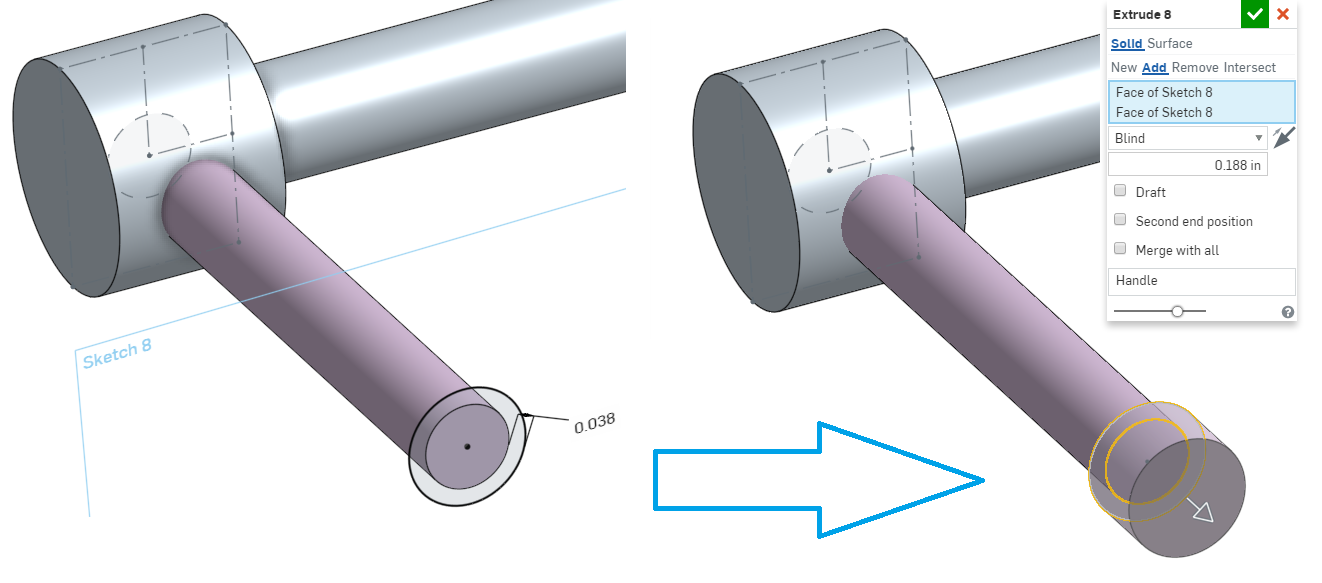 Sketch 8
0.038
Extrude 8
Solid Surface
New Add Remove Intersect
Face of Sketch 8
Face of Sketch 8
Blind
0.188 in
Draft
Second end position
Merge with all
Handle
?